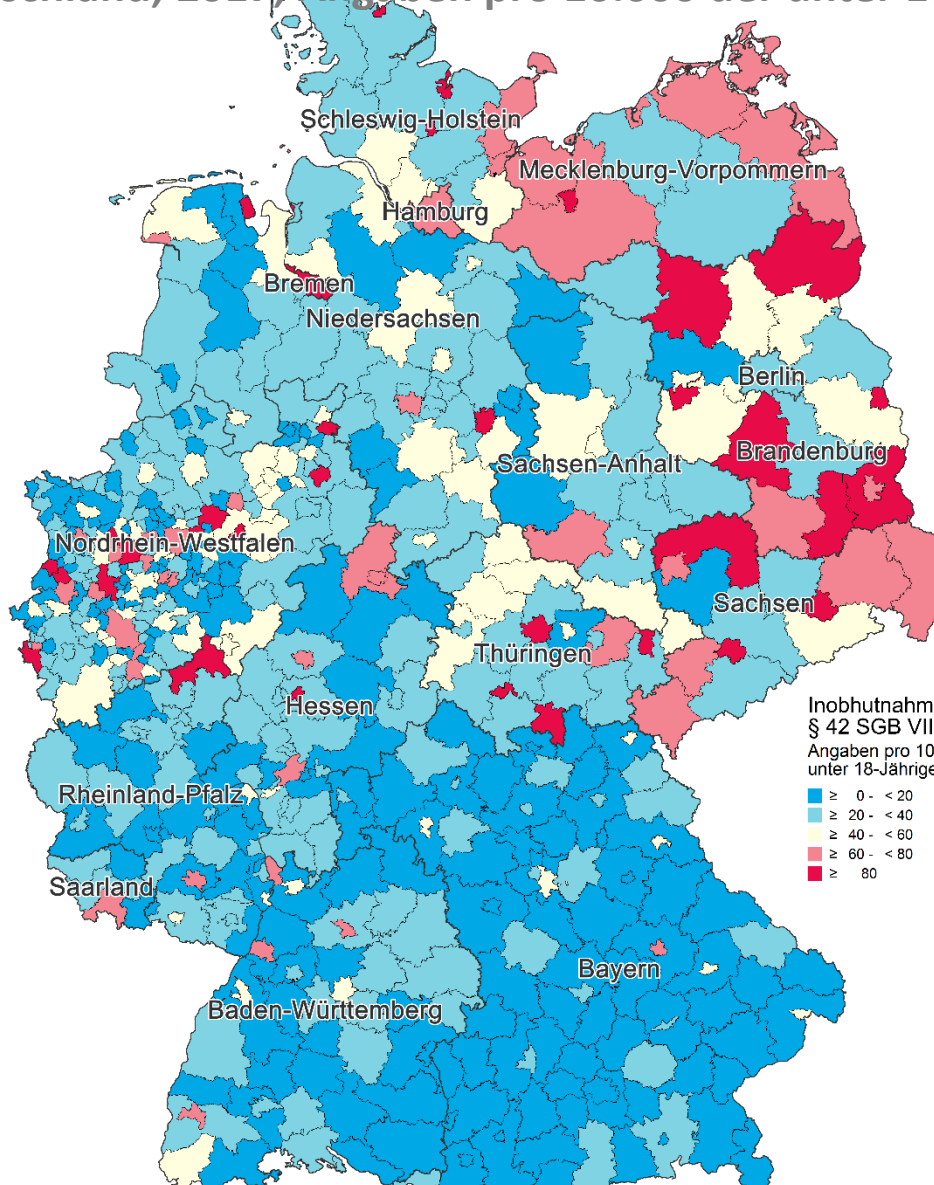 Schleswig-Holstein
Mecklenburg-Vorpommern
Hamburg
Bremen
Niedersachsen
Berlin
Brandenburg
Sachsen-Anhalt
Nordrhein-Westfalen
Sachsen
Thüringen
Hessen
Inobhutnahm
§ 42 SGB VII
Angaben pro 10
unter 18-Jährige
≥ 0 - < 20
≥ 20 - < 40
≥ 40 - < 60
≥ 60 - < 80
≥ 80
Rheinland-Pfalz
Saarland
Bayern
Baden-Württemberg